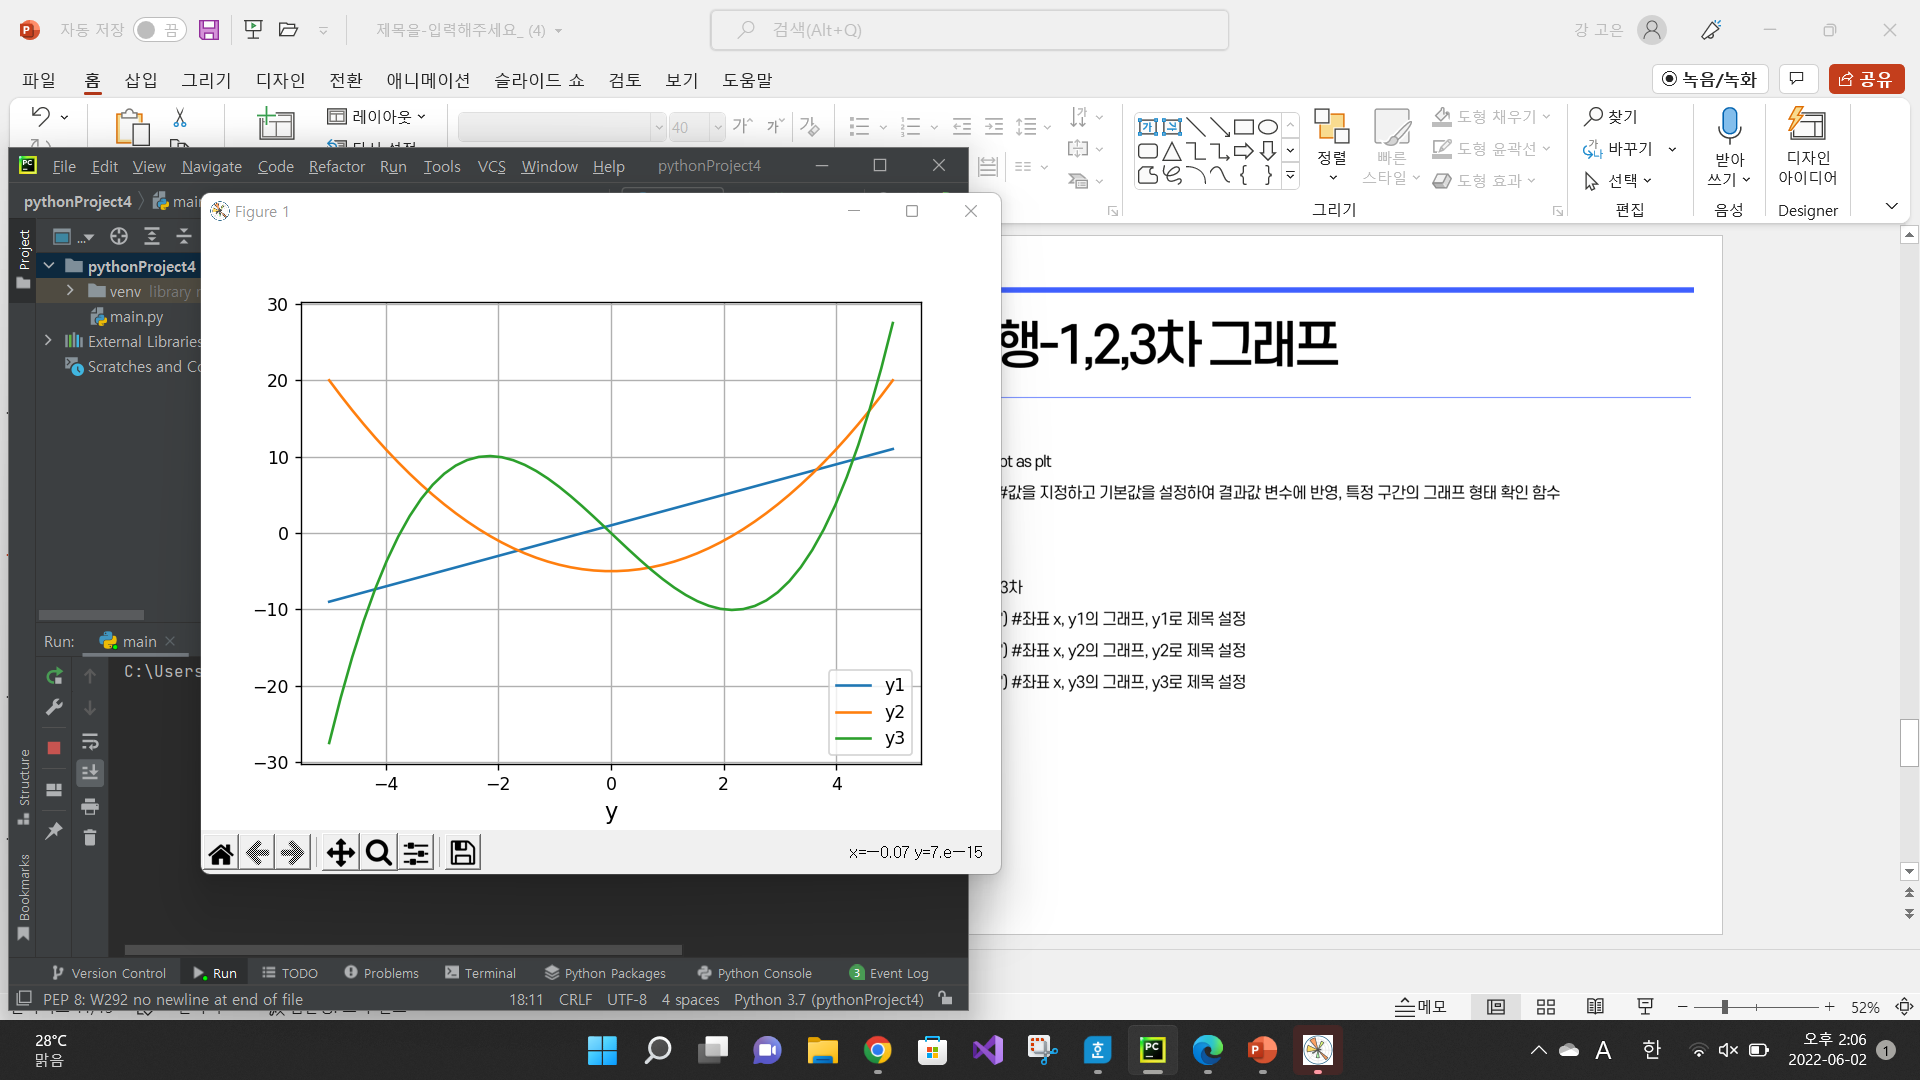 자동 저장 끔 제목을-입력해주세요_ (4) 검색(Alt+Q) 강 고은
파일 홈 삽입 그리기 디자인 전환 애니메이션 슬라이드 쇼 검토 보기 도움말 녹음/녹화 공유
레이아웃 40 가 가 가
정렬 빠른 스타일 도형 채우기 도형 윤곽선 도형 효과
찾기 바꾸기 선택
받아쓰기 디자인 아이디어
그리기 편집 음성 Designer
PC File Edit View Navigate Code Refactor Run Tools VCS Window Help pythonProject4
pythonProject4
Project
pythonProject4
venv library
main.py
External Libraries
Scratches and
Run: main
C:\Users
Structure
Bookmarks
Figure 1
30
20
10
0
−10
−20
−30
−4 −2 0 2 4
y
y1
y2
y3
x=−0.07 y=7.e−15
Version Control Run TODO Problems Terminal Python Packages Python Console 3 Event Log
PEP 8: W292 no newline at end of file 18:11 CRLF UTF-8 4 spaces Python 3.7 (pythonProject4)
행-1,2,3차 그래프
as plt
#값을 지정하고 기본값을 설정하여 결과값 변수에 반영, 특정 구간의 그래프 형태 확인 함수
3차
') #좌표 x, y1의 그래프, y1로 제목 설정
') #좌표 x, y2의 그래프, y2로 제목 설정
') #좌표 x, y3의 그래프, y3로 제목 설정
메모 52%
28°C
맑음
A 한
오후 2:06
2022-06-02 1